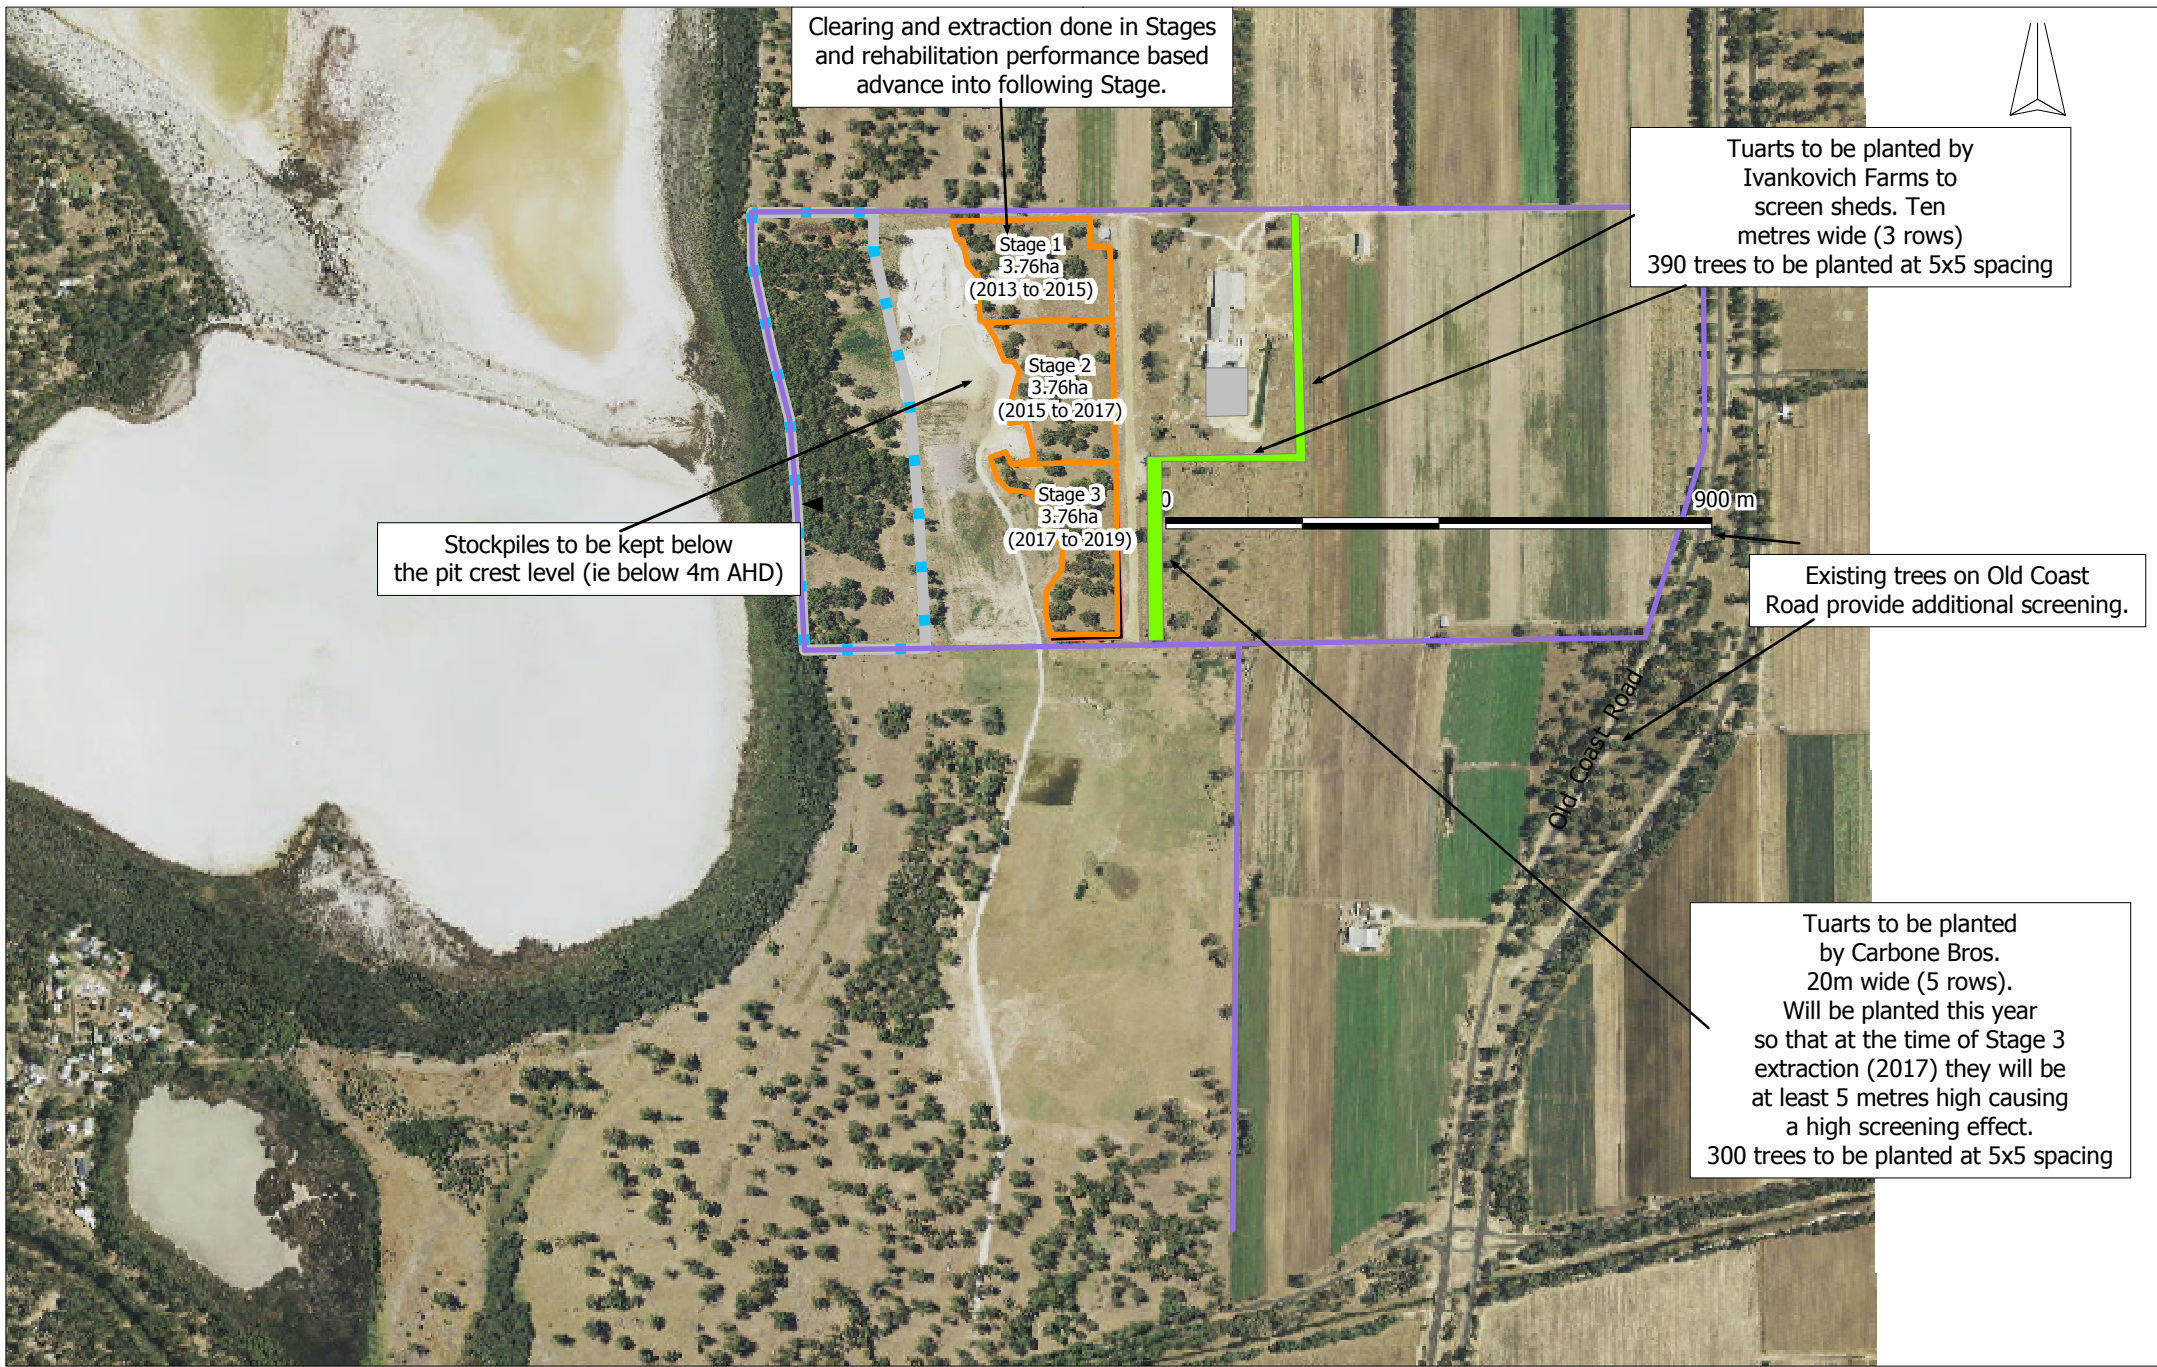 Clearing and extraction done in Stages
and rehabilitation performance based
advance into following Stage.
Tuarts to be planted by
Ivankovich Farms to
screen sheds. Ten
metres wide (3 rows)
390 trees to be planted at 5x5 spacing
Stage 1
3.76ha
(2013 to 2015)
Stage 2
3.76ha
(2015 to 2017)
Stage 3
3.76ha
(2017 to 2019)
0
900 m
Stockpiles to be kept below
the pit crest level (ie below 4m AHD)
Existing trees on Old Coast
Road provide additional screening.
Old Coast Road
Tuarts to be planted
by Carbone Bros.
20m wide (5 rows).
Will be planted this year
so that at the time of Stage 3
extraction (2017) they will be
at least 5 metres high causing
a high screening effect.
300 trees to be planted at 5x5 spacing